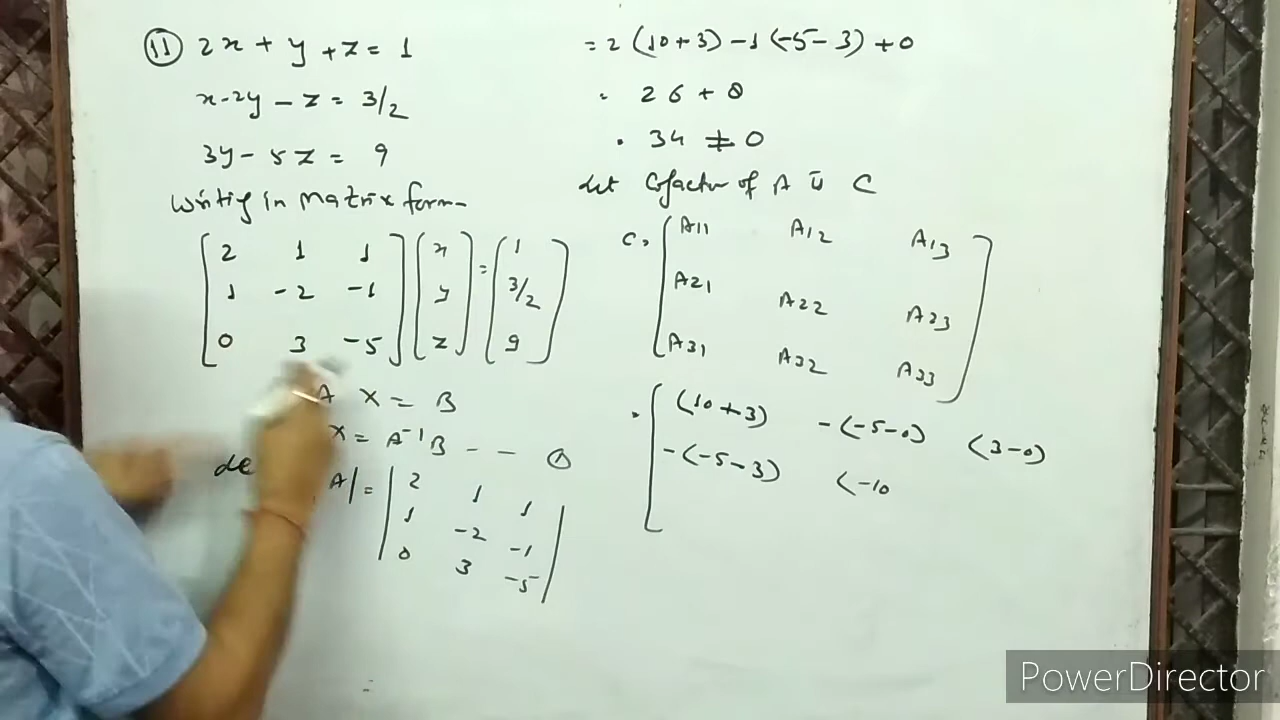 11 2x + y + z = 1
x - 2y - z = 3/2
3y - 5z = 9
Writing in Matrix form-
[2 1 1] [x] = [1]
[1 -2 -1] [y] [3/2]
[0 3 -5] [z] [9]
A X = B
X = A⁻¹B - - ①
A| = |2 1 1|
|1 -2 -1|
|0 3 -5|
= 2 (10+3) - 1 (-5-3) + 0
= 26 + 8
= 34 ≠ 0
Let Cofactor of A is C
C = [A11 A12 A13]
[A21 A22 A23]
[A31 A32 A33]
= [(10+3) -(-5-0) (3-0)
-(-5-3) (-10
PowerDirector